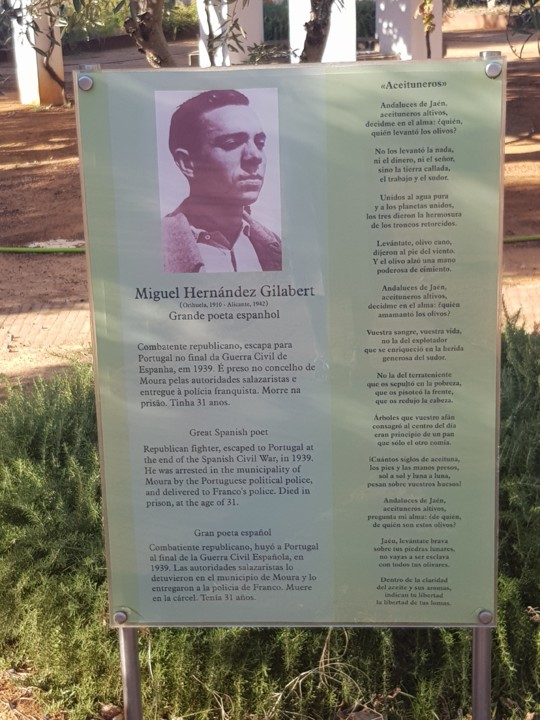 Miguel Hernández Gilabert
(Orihuela, 1910 - Alicante, 1942)
Grande poeta espanhol
Combatente republicano, escapa para
Portugal no final da Guerra Civil de
Espanha, em 1939. É preso no concelho de
Moura pelas autoridades salazaristas e
entregue à polícia franquista. Morre na
prisão. Tinha 31 anos.
Great Spanish poet
Republican fighter, escaped to Portugal at
the end of the Spanish Civil War, in 1939.
He was arrested in the municipality of
Moura by the Portuguese political police,
and delivered to Franco's police. Died in
prison, at the age of 31.
Gran poeta español
Combatiente republicano, huyó a Portugal
al final de la Guerra Civil Española, en
1939. Las autoridades salazaristas lo
detuvieron en el municipio de Moura y lo
entregaron a la policía de Franco. Muere
en la cárcel. Tenía 31 anos.
«Aceituneros»
Andaluces de Jaén,
aceituneros altivos,
decidme en el alma: ¿quién,
quién levantó los olivos?
No los levantó la nada,
ni el dinero, ni el señor,
sino la tierra callada,
el trabajo y el sudor.
Unidos al agua pura
y a los planetas unidos,
los tres dieron la hermosura
de los troncos retorcidos.
Levántate, olivo cano,
dijeron al pie del viento.
Y el olivo alzó una mano
poderosa de cimiento.
Andaluces de Jaén,
aceituneros altivos,
decidme en el alma: ¿quién
amamantó los olivos?
Vuestra sangre, vuestra vida,
no la del explotador
que se enriqueció en la herida
generosa del sudor.
No la del terrateniente
que os sepultó en la pobreza,
que os pisoteó la frente,
que os redujo la cabeza.
Árboles que vuestro afán
consagró al centro del día
eran principio de un pan
que sólo el otro comía.
¡Cuántos siglos de aceituna,
los pies y las manos presos,
sol a sol y luna a luna,
pesan sobre vuestros huesos!
Andaluces de Jaén,
aceituneros altivos,
pregunta mi alma: ¿de quién,
de quién son estos olivos?
Jaén, levántate brava
sobre tus piedras lunares,
no vayas a ser esclava
con todos tus olivares.
Dentro de la claridad
del aceite y sus aromas,
indican tu libertad
la libertad de tus lomas.